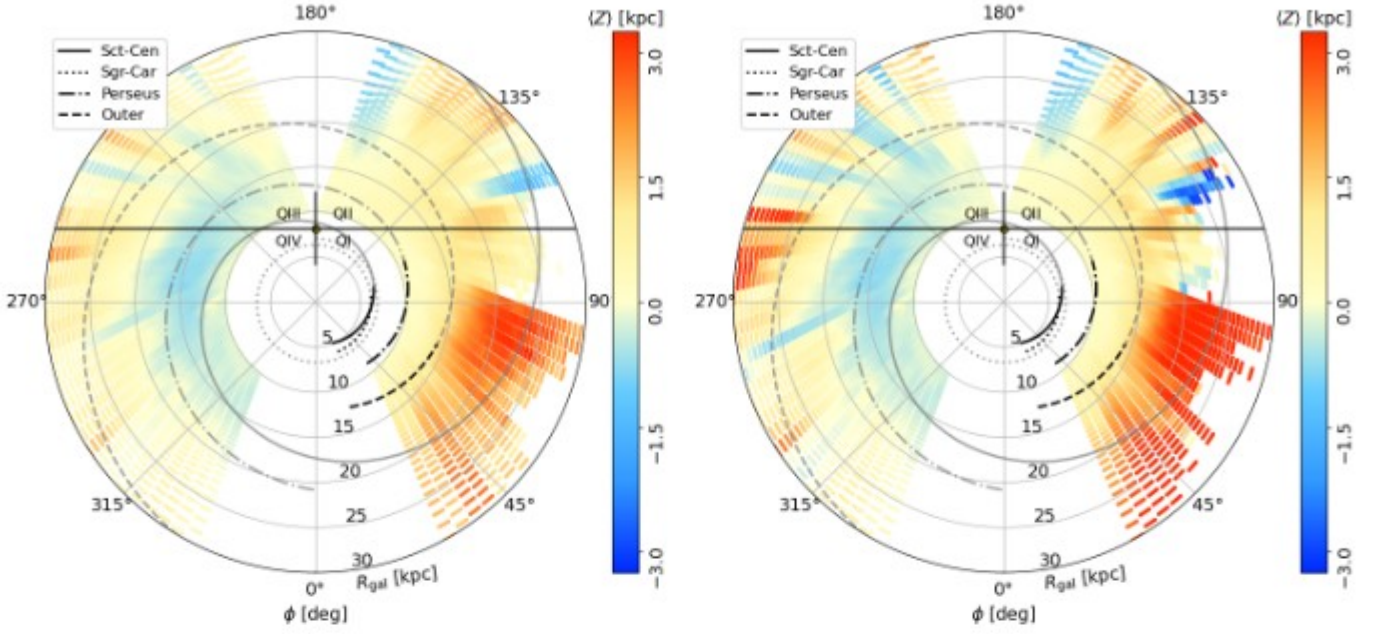 180°
⟨Z⟩ [kpc]
Sct-Cen
Sgr-Car
Perseus
Outer
135°
3.0
1.5
QIII QII
QIV QI
270°
90
0.0
5
10
15
20
25
30
−1.5
315°
45°
−3.0
R_gal [kpc]
0°
ϕ [deg]
180°
⟨Z⟩ [kpc]
Sct-Cen
Sgr-Car
Perseus
Outer
135°
3.0
1.5
QIII QII
QIV QI
270°
90
0.0
5
10
15
20
25
30
−1.5
315°
45°
−3.0
R_gal [kpc]
0°
ϕ [deg]